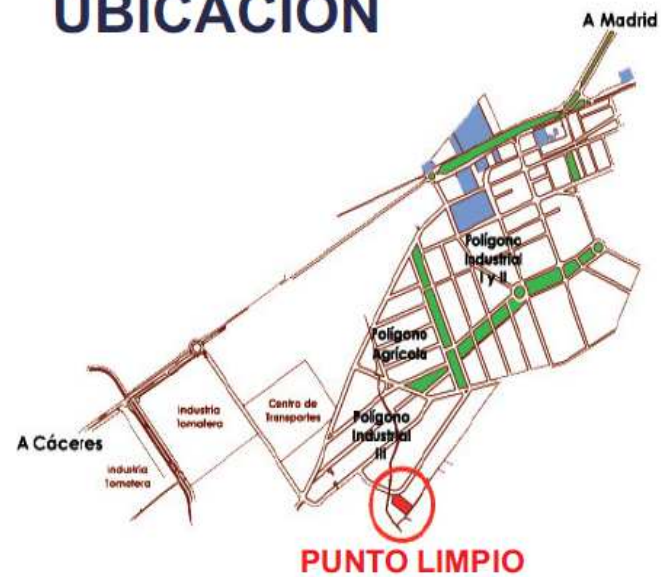 UBICACIÓN
A Madrid
Polígono
Industrial
I y II
Polígono
Agrícola
Industria
Tomatera
Centro de
Transportes
Polígono
Industrial
III
A Cáceres
Industria
Tomatera
PUNTO LIMPIO